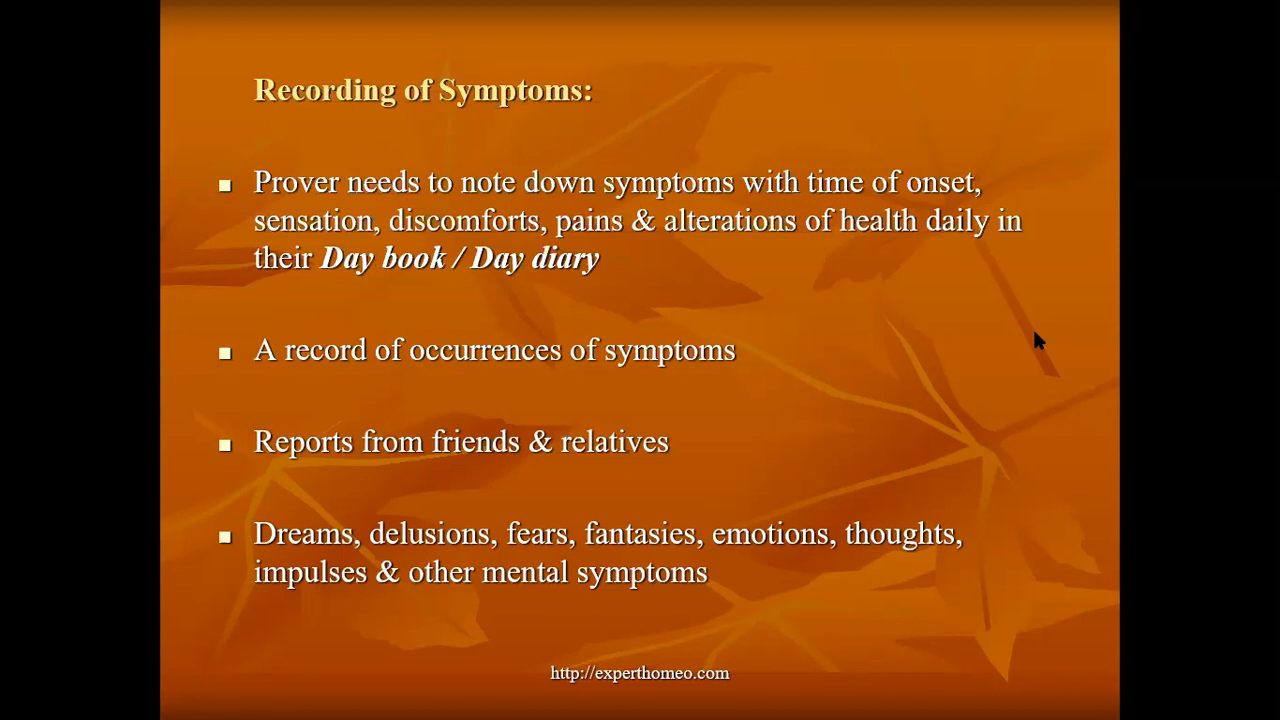 Recording of Symptoms:
Prover needs to note down symptoms with time of onset,
sensation, discomforts, pains & alterations of health daily in
their Day book / Day diary
A record of occurrences of symptoms
Reports from friends & relatives
Dreams, delusions, fears, fantasies, emotions, thoughts,
impulses & other mental symptoms
http://experthomeo.com